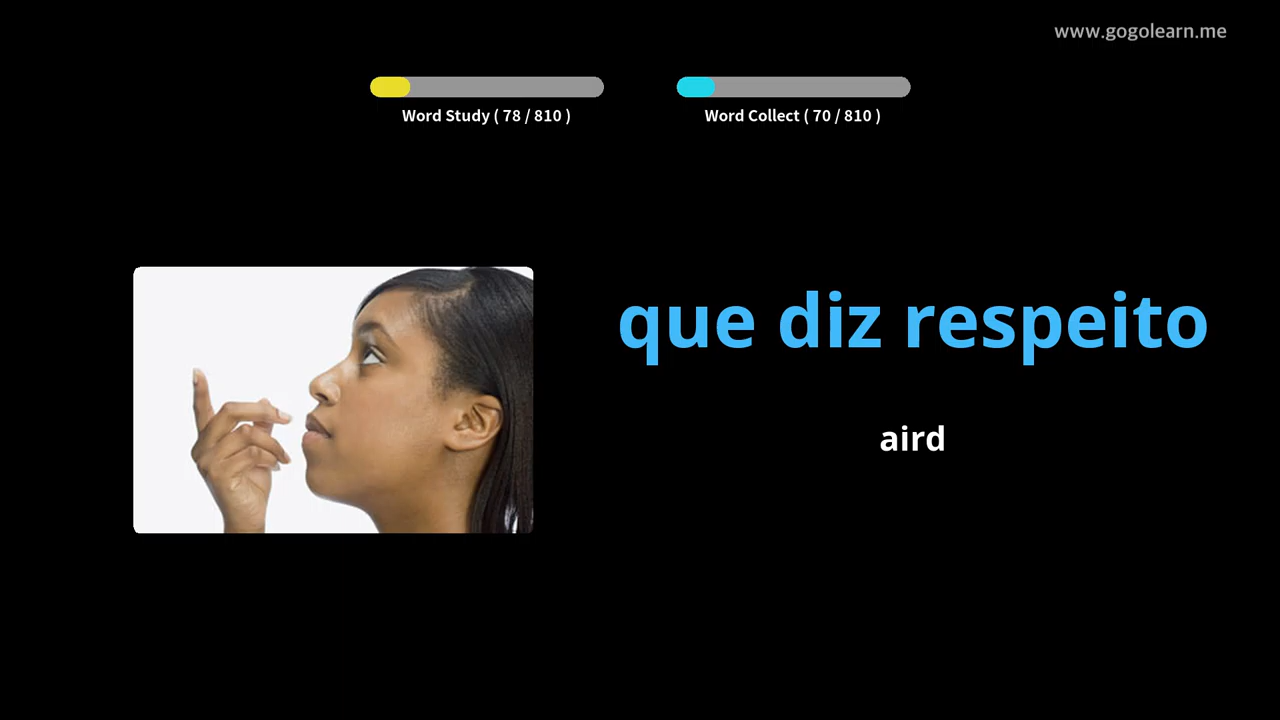 www.gogolearn.me
Word Study ( 78 / 810 )
Word Collect ( 70 / 810 )
que diz respeito
aird